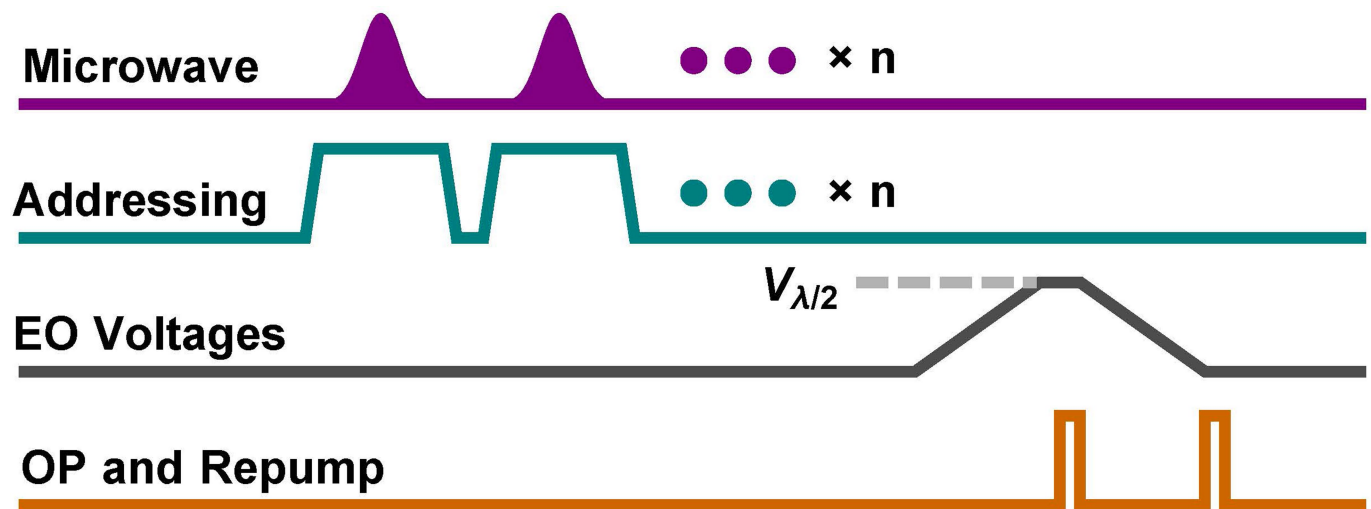 Microwave × n
Addressing × n
Vλ/2
EO Voltages
OP and Repump